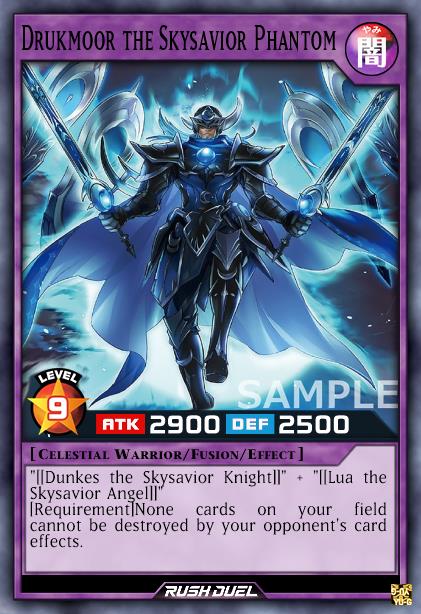 Drukmoor the Skysavior Phantom
やみ
闇
SAMPLE
LEVEL
9
ATK 2900 DEF 2500
[Celestial Warrior/Fusion/Effect]
"[[Dunkes the Skysavior Knight]]" + "[[Lua the
Skysavior Angel]]"
[Requirement]None cards on your field
cannot be destroyed by your opponent's card
effects.
RUSH DUEL